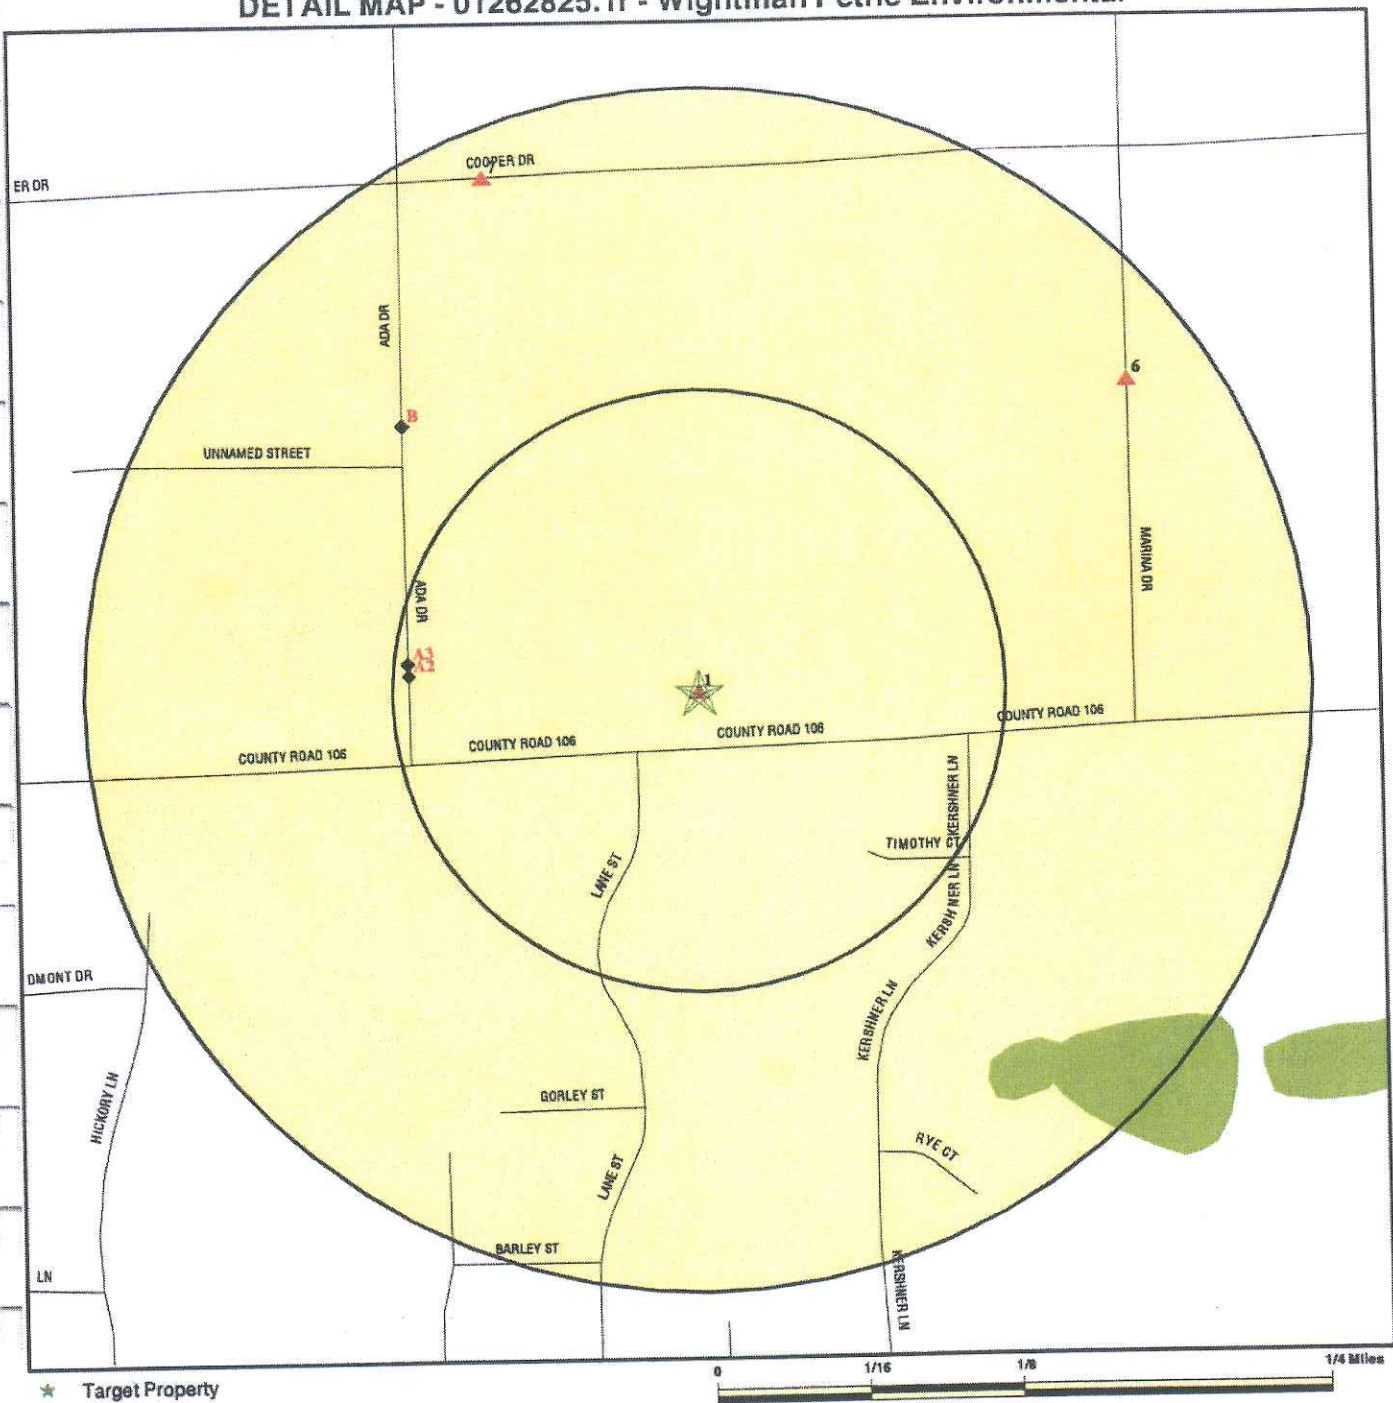 DETAIL MAP - 01262825.1r - Wightman Petrie Environmental
COOPER DR
7
ER DR
ADA DR
6
B
UNNAMED STREET
MARINA DR
ADA DR
A3
A2
1
COUNTY ROAD 106
COUNTY ROAD 106
COUNTY ROAD 106
COUNTY ROAD 106
KERSHNER LN
TIMOTHY CT
LANE ST
KERSHNER LN
DMONT DR
KERSHNER LN
HICKORY LN
GORLEY ST
RYE CT
LANE ST
BARLEY ST
LN
KERSHNER LN
0 1/16 1/8 1/4 Miles
Target Property